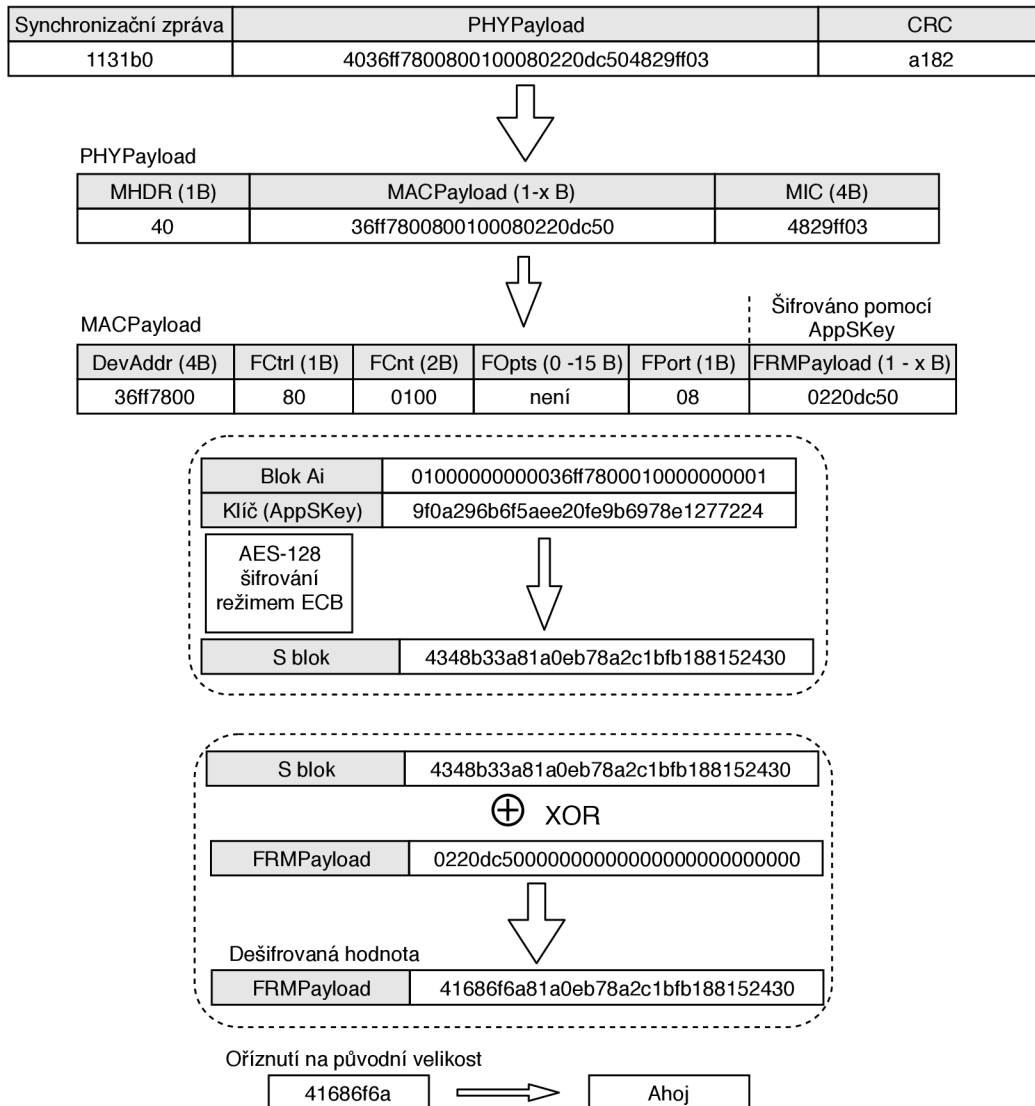 Synchronizační zpráva PHYPayload CRC
1131b0 4036ff7800800100080220dc504829ff03 a182
PHYPayload
MHDR (1B) MACPayload (1-x B) MIC (4B)
40 36ff7800800100080220dc50 4829ff03
Šifrováno pomocí
AppSKey
MACPayload
DevAddr (4B) FCtrl (1B) FCnt (2B) FOpts (0 -15 B) FPort (1B) FRMPayload (1 - x B)
36ff7800 80 0100 není 08 0220dc50
Blok Ai 01000000000036ff7800010000000001
Klíč (AppSKey) 9f0a296b6f5aee20fe9b6978e1277224
AES-128
šifrování
režimem ECB
S blok 4348b33a81a0eb78a2c1bfb188152430
S blok 4348b33a81a0eb78a2c1bfb188152430
XOR
FRMPayload 0220dc50000000000000000000000000
Dešifrovaná hodnota
FRMPayload 41686f6a81a0eb78a2c1bfb188152430
Oříznutí na původní velikost
41686f6a Ahoj